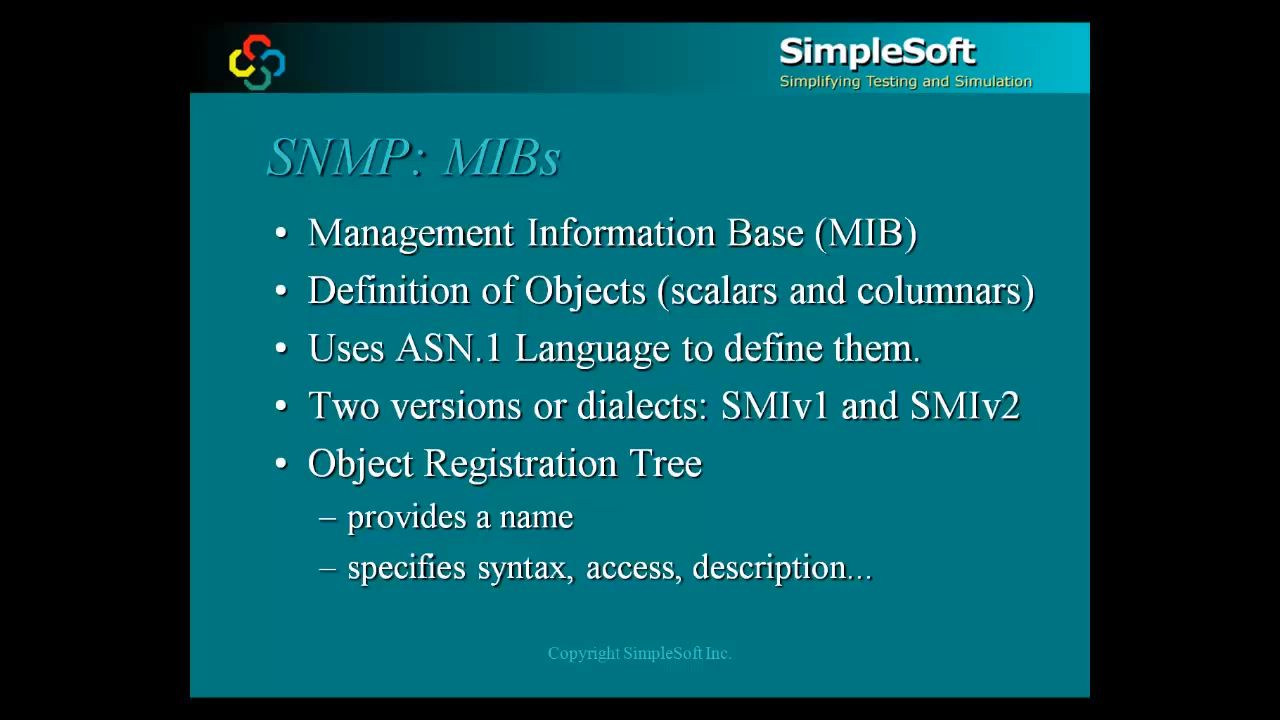 SimpleSoft
Simplifying Testing and Simulation
SNMP: MIBs
• Management Information Base (MIB)
• Definition of Objects (scalars and columnars)
• Uses ASN.1 Language to define them.
• Two versions or dialects: SMIv1 and SMIv2
• Object Registration Tree
– provides a name
– specifies syntax, access, description...
Copyright SimpleSoft Inc.